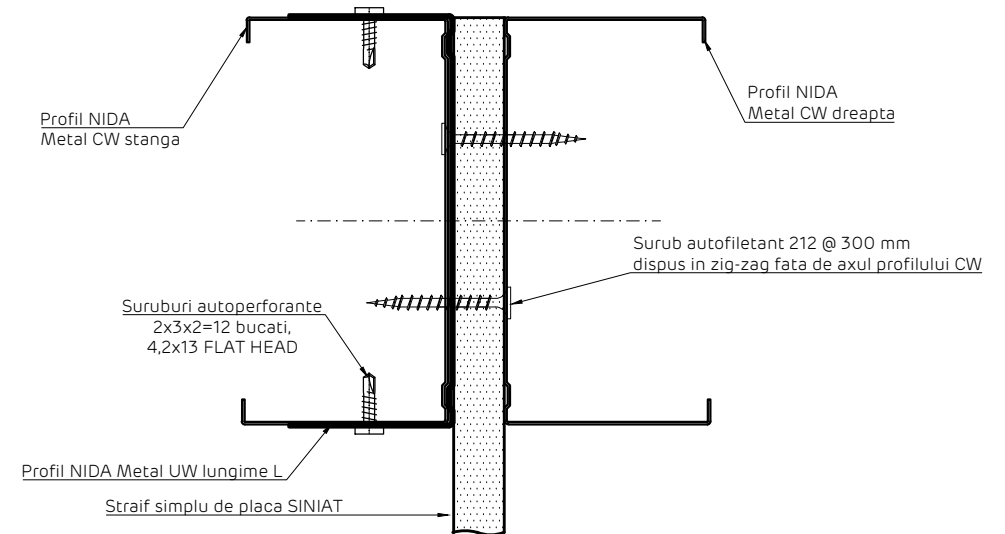 Profil NIDA
Metal CW stanga
Profil NIDA
Metal CW dreapta
Surub autofiletant 212 @ 300 mm
dispus in zig-zag fata de axul profilului CW
Suruburi autoperforante
2x3x2=12 bucati,
4,2x13 FLAT HEAD
Profil NIDA Metal UW lungime L
Straif simplu de placa SINIAT